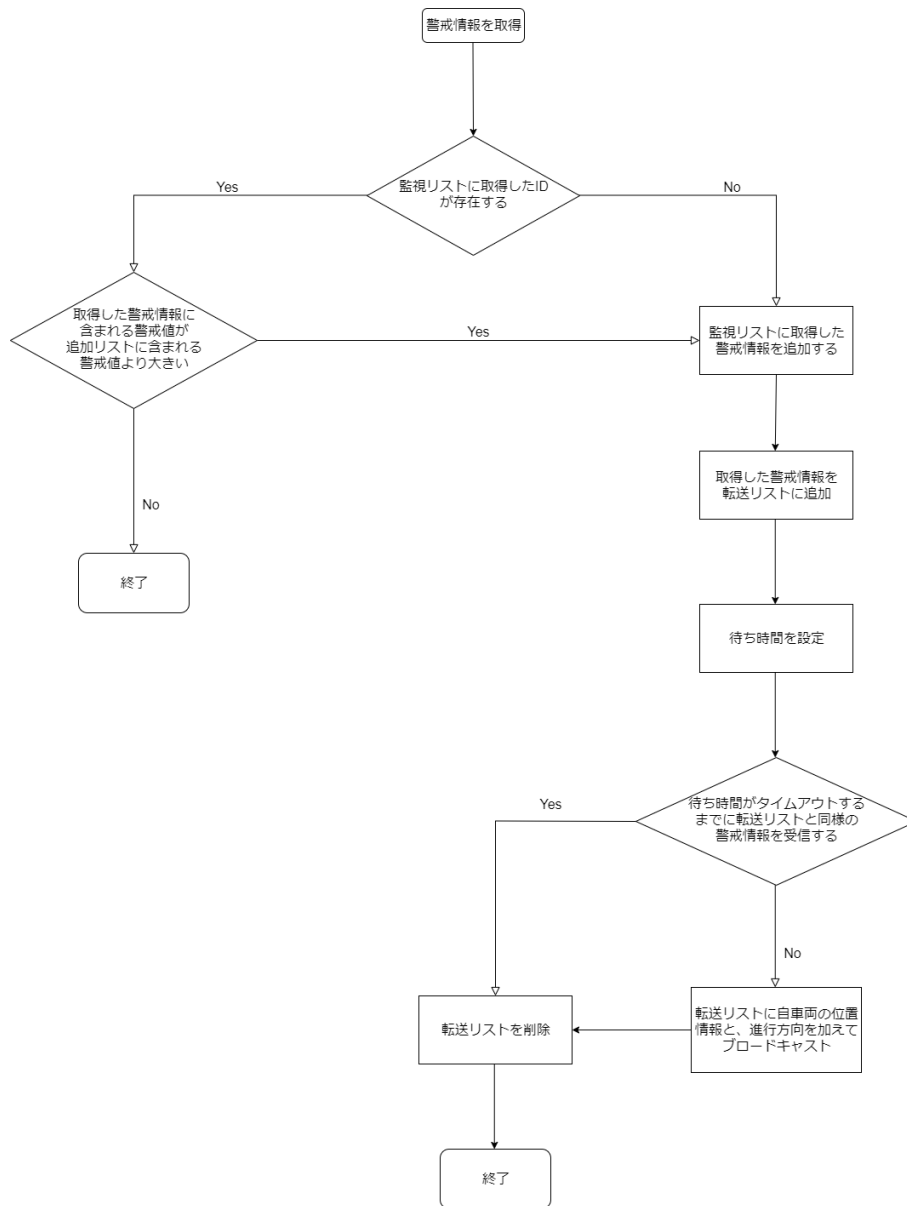 警戒情報を取得
監視リストに取得したID
が存在する
Yes
No
取得した警戒情報に
含まれる警戒値が
追加リストに含まれる
警戒値より大きい
Yes
監視リストに取得した
警戒情報を追加する
No
取得した警戒情報を
転送リストに追加
終了
待ち時間を設定
待ち時間がタイムアウトする
までに転送リストと同様の
警戒情報を受信する
Yes
No
転送リストに自車両の位置
情報と、進行方向を加えて
ブロードキャスト
転送リストを削除
終了